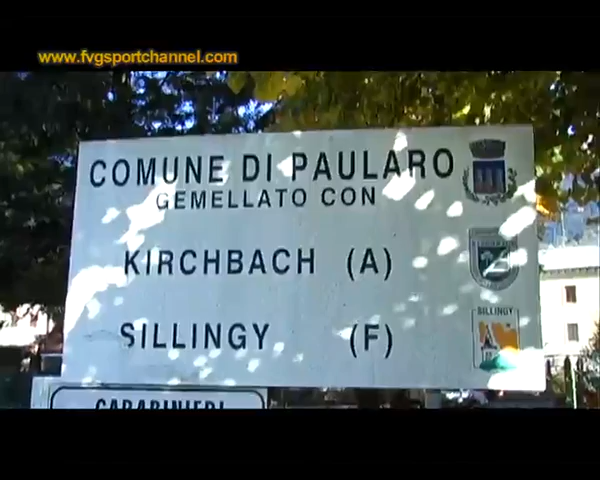 www.fvgsportchannel.com
COMUNE DI PAULARO
GEMELLATO CON
KIRCHBACH (A)
SILLINGY (F)
SILLINGY
CARABINIERI